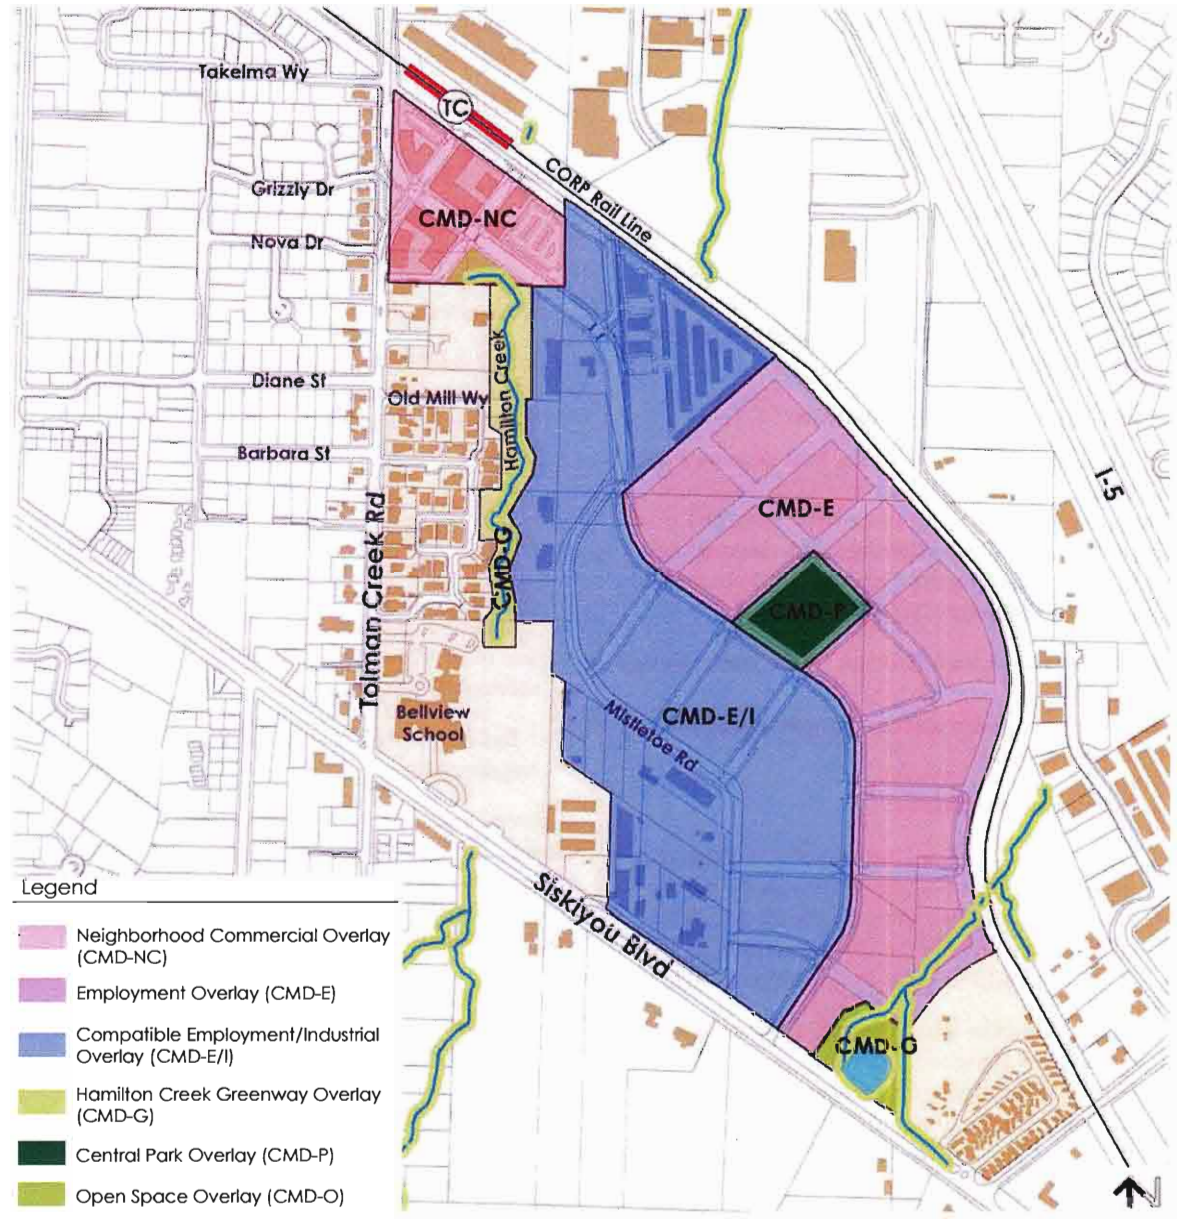 Takelma Wy
TC
CORP Rail Line
Grizzly Dr
CMD-NC
Nova Dr
Hamilton Creek
Diane St
Old Mill Wy
Barbara St
I-5
CMD-E
Tolman Creek Rd
CMD-G
CMD-P
Bellview
School
Mistletoe Rd
CMD-E/I
Siskiyou Blvd
CMD-G
Legend
Neighborhood Commercial Overlay
(CMD-NC)
Employment Overlay (CMD-E)
Compatible Employment/Industrial
Overlay (CMD-E/I)
Hamilton Creek Greenway Overlay
(CMD-G)
Central Park Overlay (CMD-P)
Open Space Overlay (CMD-O)